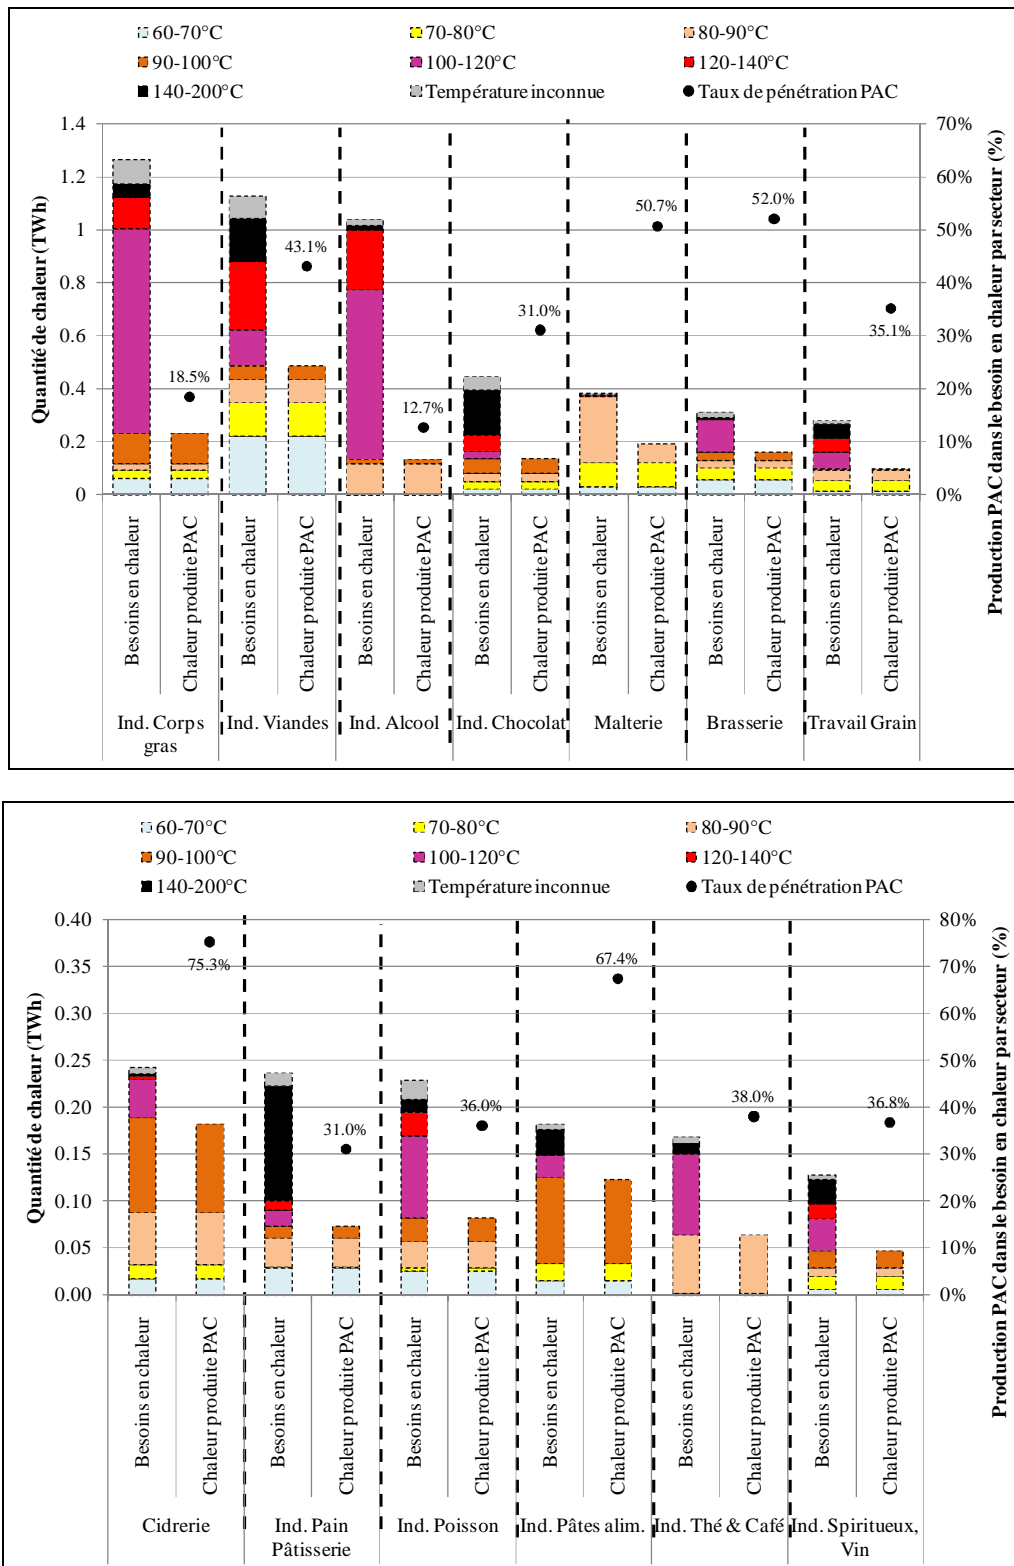 60-70°C
70-80°C
80-90°C
90-100°C
100-120°C
120-140°C
140-200°C
Température inconnue
Taux de pénétration PAC
Quantité de chaleur (TWh)
1.4
1.2
1
0.8
0.6
0.4
0.2
0
70%
60%
50%
40%
30%
20%
10%
0%
Production PAC dans le besoin en chaleur par secteur (%)
18.5%
43.1%
12.7%
31.0%
50.7%
52.0%
35.1%
Besoins en chaleur
Chaleur produite PAC
Besoins en chaleur
Chaleur produite PAC
Besoins en chaleur
Chaleur produite PAC
Besoins en chaleur
Chaleur produite PAC
Besoins en chaleur
Chaleur produite PAC
Besoins en chaleur
Chaleur produite PAC
Besoins en chaleur
Chaleur produite PAC
Ind. Corps
gras
Ind. Viandes
Ind. Alcool
Ind. Chocolat
Malterie
Brasserie
Travail Grain
60-70°C
70-80°C
80-90°C
90-100°C
100-120°C
120-140°C
140-200°C
Température inconnue
Taux de pénétration PAC
Quantité de chaleur (TWh)
0.40
0.35
0.30
0.25
0.20
0.15
0.10
0.05
0.00
80%
70%
60%
50%
40%
30%
20%
10%
0%
Production PAC dans le besoin en chaleur par secteur (%)
75.3%
31.0%
36.0%
67.4%
38.0%
36.8%
Besoins en chaleur
Chaleur produite PAC
Besoins en chaleur
Chaleur produite PAC
Besoins en chaleur
Chaleur produite PAC
Besoins en chaleur
Chaleur produite PAC
Besoins en chaleur
Chaleur produite PAC
Besoins en chaleur
Chaleur produite PAC
Cidrerie
Ind. Pain
Pâtisserie
Ind. Poisson
Ind. Pâtes alim.
Ind. Thé & Café
Ind. Spiritueux,
Vin